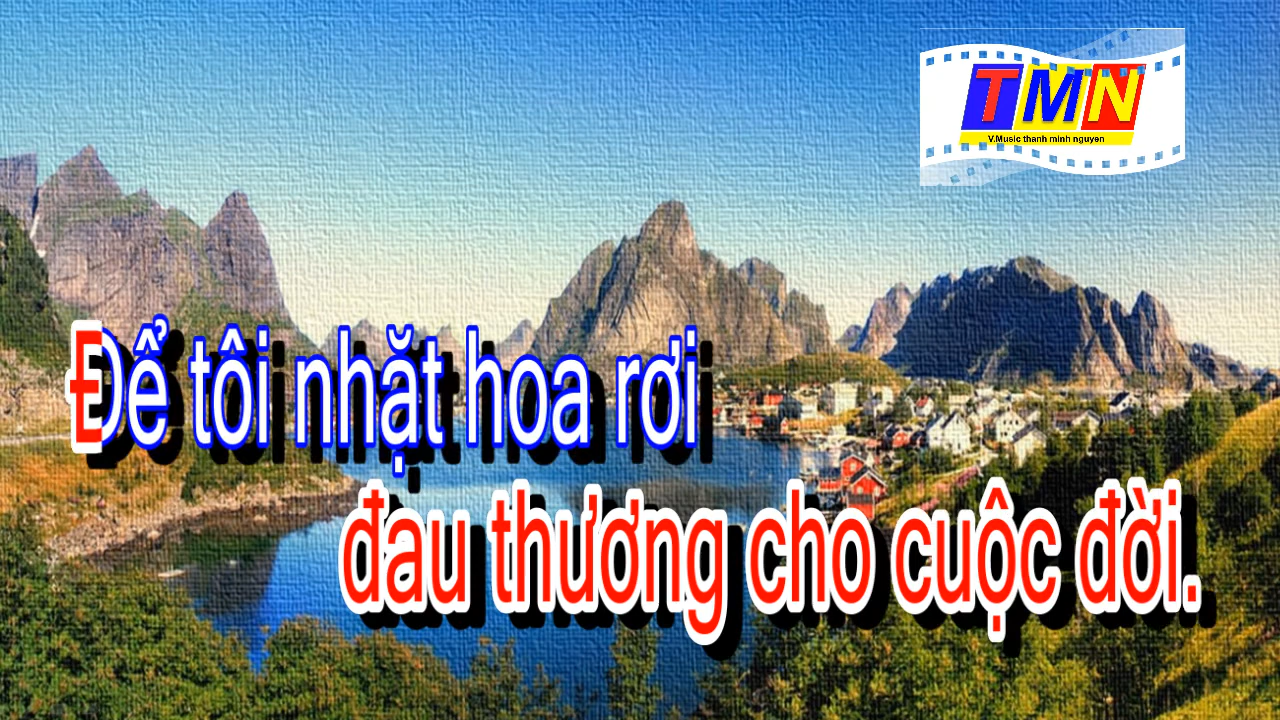 TMN
V.Music thanh minh nguyen
Để tôi nhặt hoa rơi
đau thương cho cuộc đời.